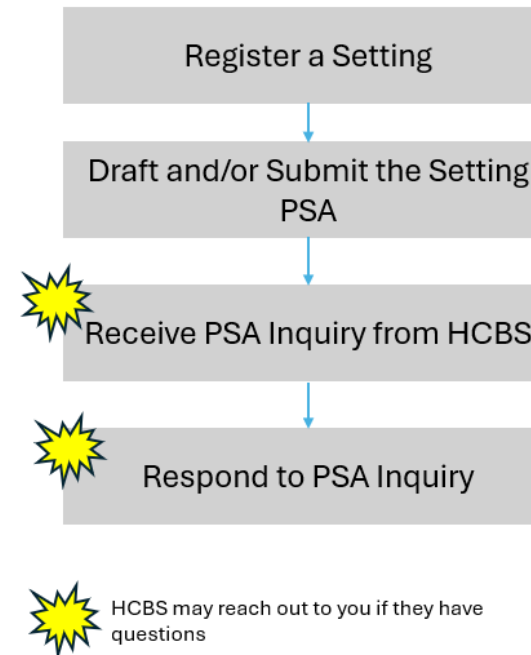 Register a Setting
Draft and/or Submit the Setting
PSA
Receive PSA Inquiry from HCBS
Respond to PSA Inquiry
HCBS may reach out to you if they have
questions